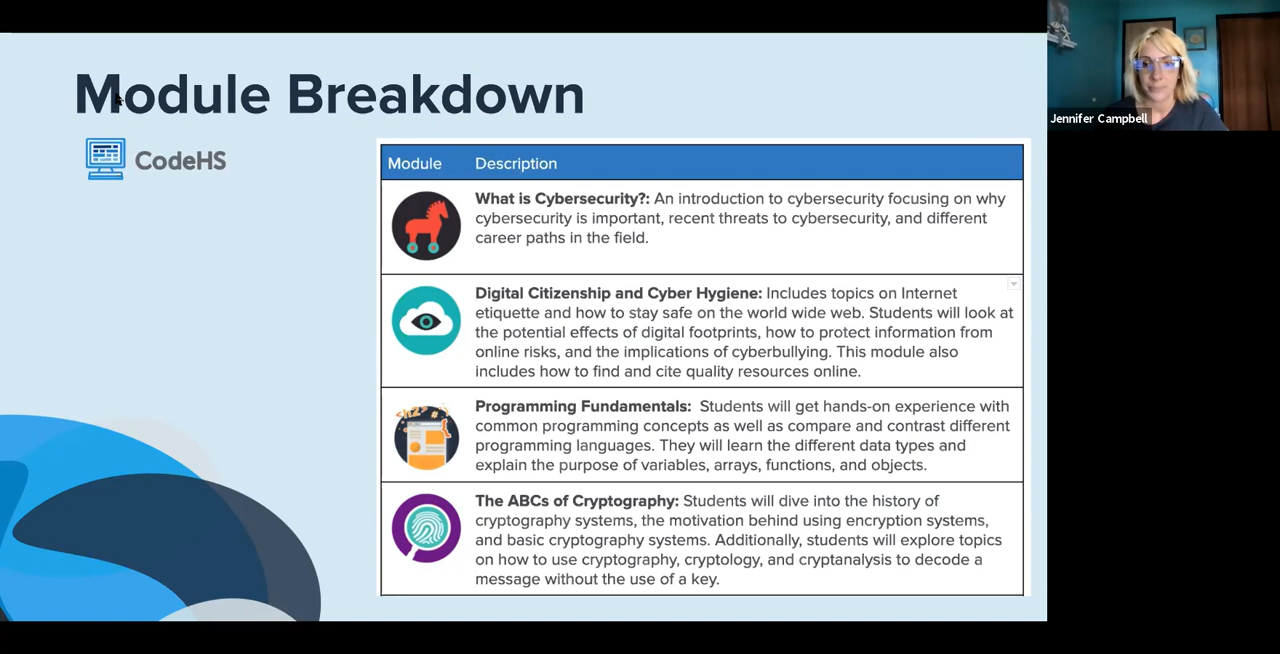 Module Breakdown
CodeHS
Jennifer Campbell
Module Description
What is Cybersecurity?: An introduction to cybersecurity focusing on why
cybersecurity is important, recent threats to cybersecurity, and different
career paths in the field.
Digital Citizenship and Cyber Hygiene: Includes topics on Internet
etiquette and how to stay safe on the world wide web. Students will look at
the potential effects of digital footprints, how to protect information from
online risks, and the implications of cyberbullying. This module also
includes how to find and cite quality resources online.
Programming Fundamentals: Students will get hands-on experience with
common programming concepts as well as compare and contrast different
programming languages. They will learn the different data types and
explain the purpose of variables, arrays, functions, and objects.
The ABCs of Cryptography: Students will dive into the history of
cryptography systems, the motivation behind using encryption systems,
and basic cryptography systems. Additionally, students will explore topics
on how to use cryptography, cryptology, and cryptanalysis to decode a
message without the use of a key.